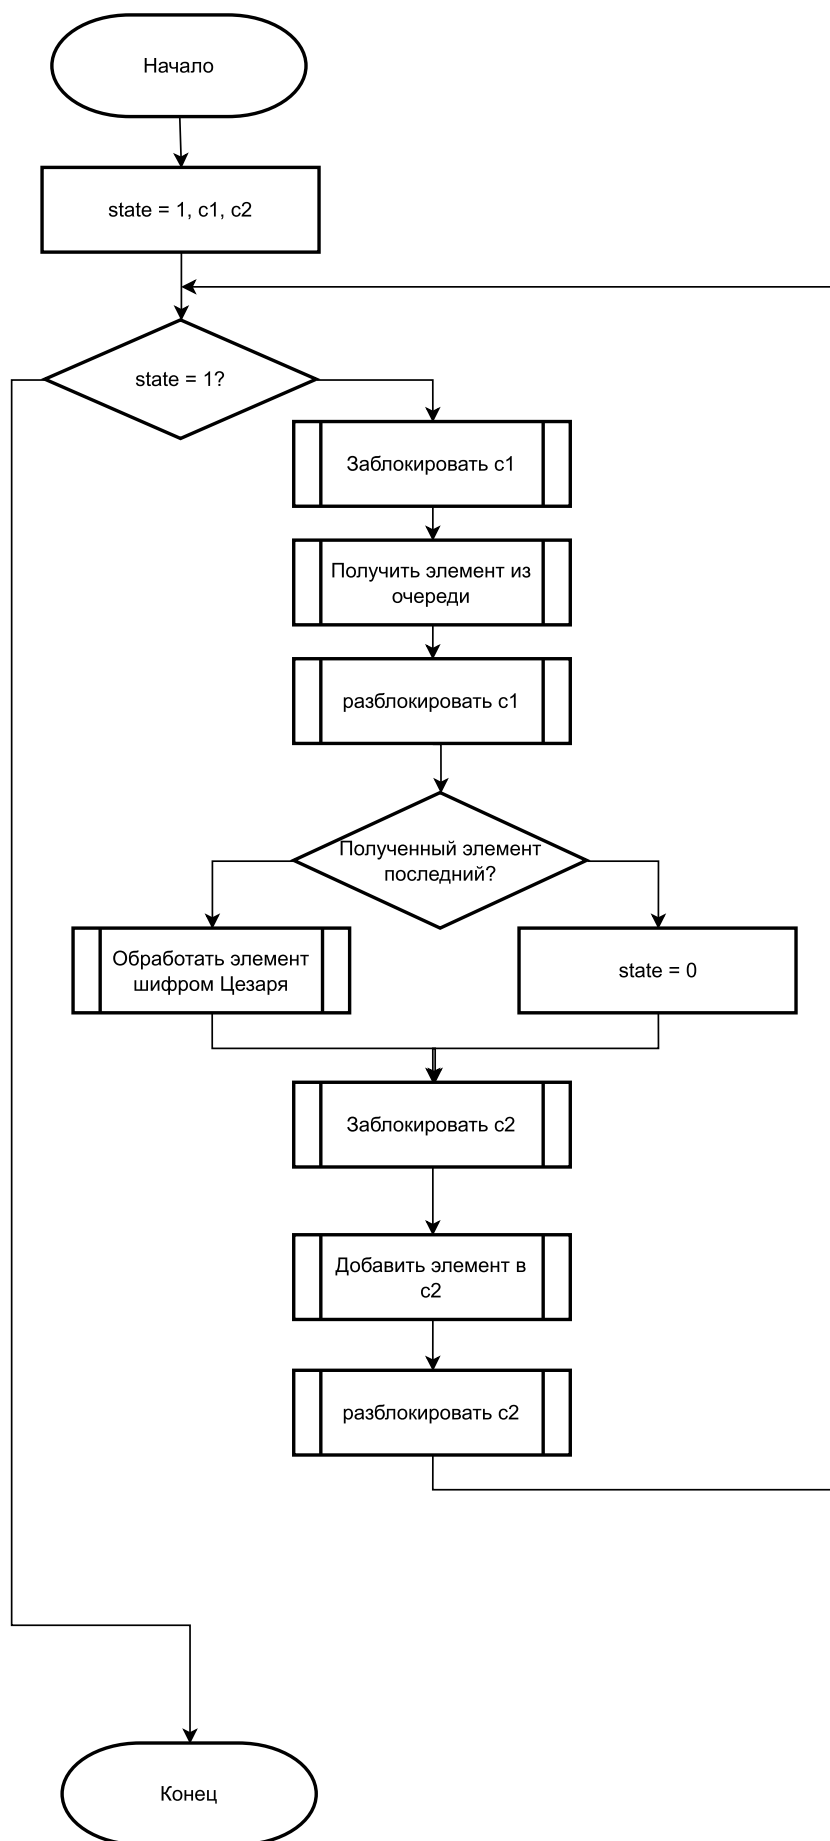 Начало
state = 1, c1, c2
state = 1?
Заблокировать c1
Получить элемент из
очереди
разблокировать c1
Полученный элемент
последний?
Обработать элемент
шифром Цезаря
state = 0
Заблокировать c2
Добавить элемент в
c2
разблокировать c2
Конец